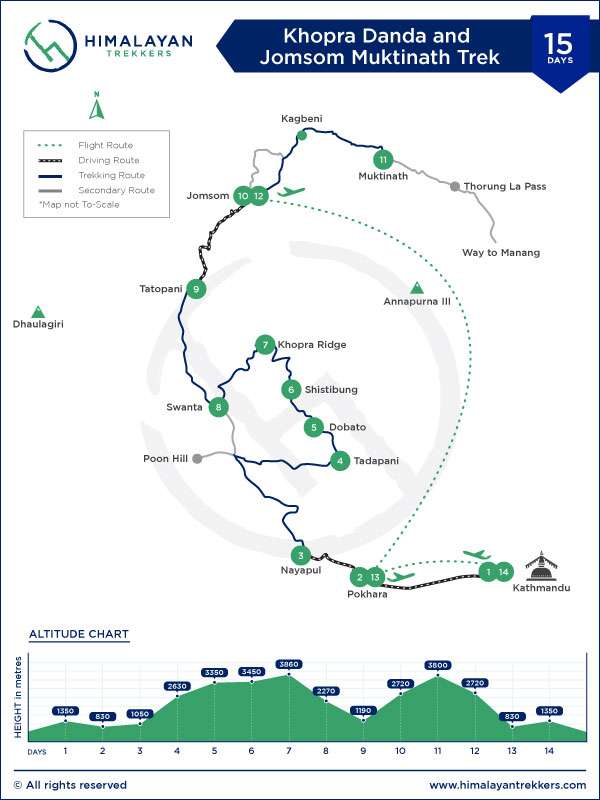 HIMALAYAN
TREKKERS
Khopra Danda and
Jomsom Muktinath Trek
15
DAYS
N
Flight Route
Driving Route
Trekking Route
Secondary Route
*Map not To-Scale
Kagbeni
11
Muktinath
Thorung La Pass
Way to Manang
Jomsom
10
12
Tatopani
9
Annapurna III
Dhaulagiri
7
Khopra Ridge
6
Shistibung
Swanta
8
5
Dobato
Poon Hill
4
Tadapani
3
Nayapul
2
13
Pokhara
1
14
Kathmandu
ALTITUDE CHART
HEIGHT in metres
1350
830
1050
2630
3350
3450
3860
2270
1190
2720
3800
2720
830
1350
DAYS
1
2
3
4
5
6
7
8
9
10
11
12
13
14
© All rights reserved
www.himalayantrekkers.com